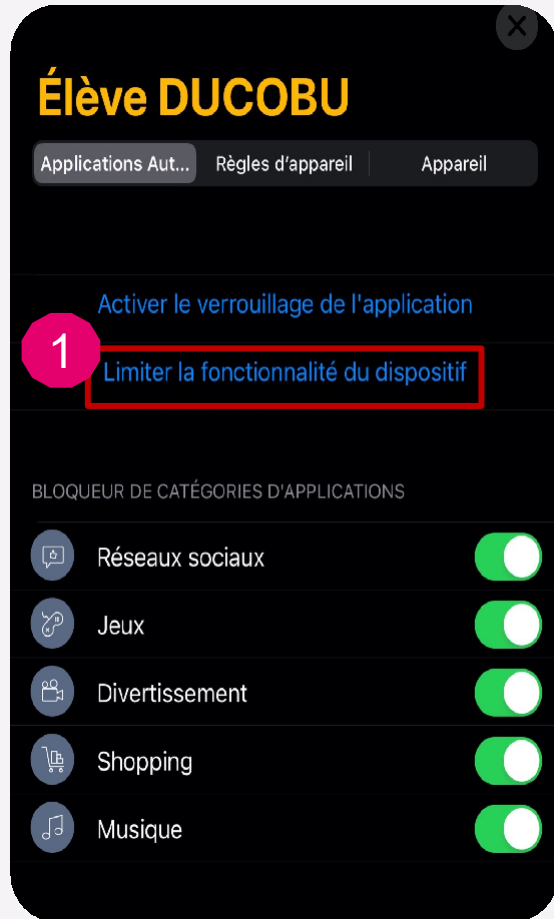 Élève DUCOBU
Applications Aut... Règles d'appareil Appareil
Activer le verrouillage de l'application
1
Limiter la fonctionnalité du dispositif
BLOQUEUR DE CATÉGORIES D'APPLICATIONS
Réseaux sociaux
Jeux
Divertissement
Shopping
Musique